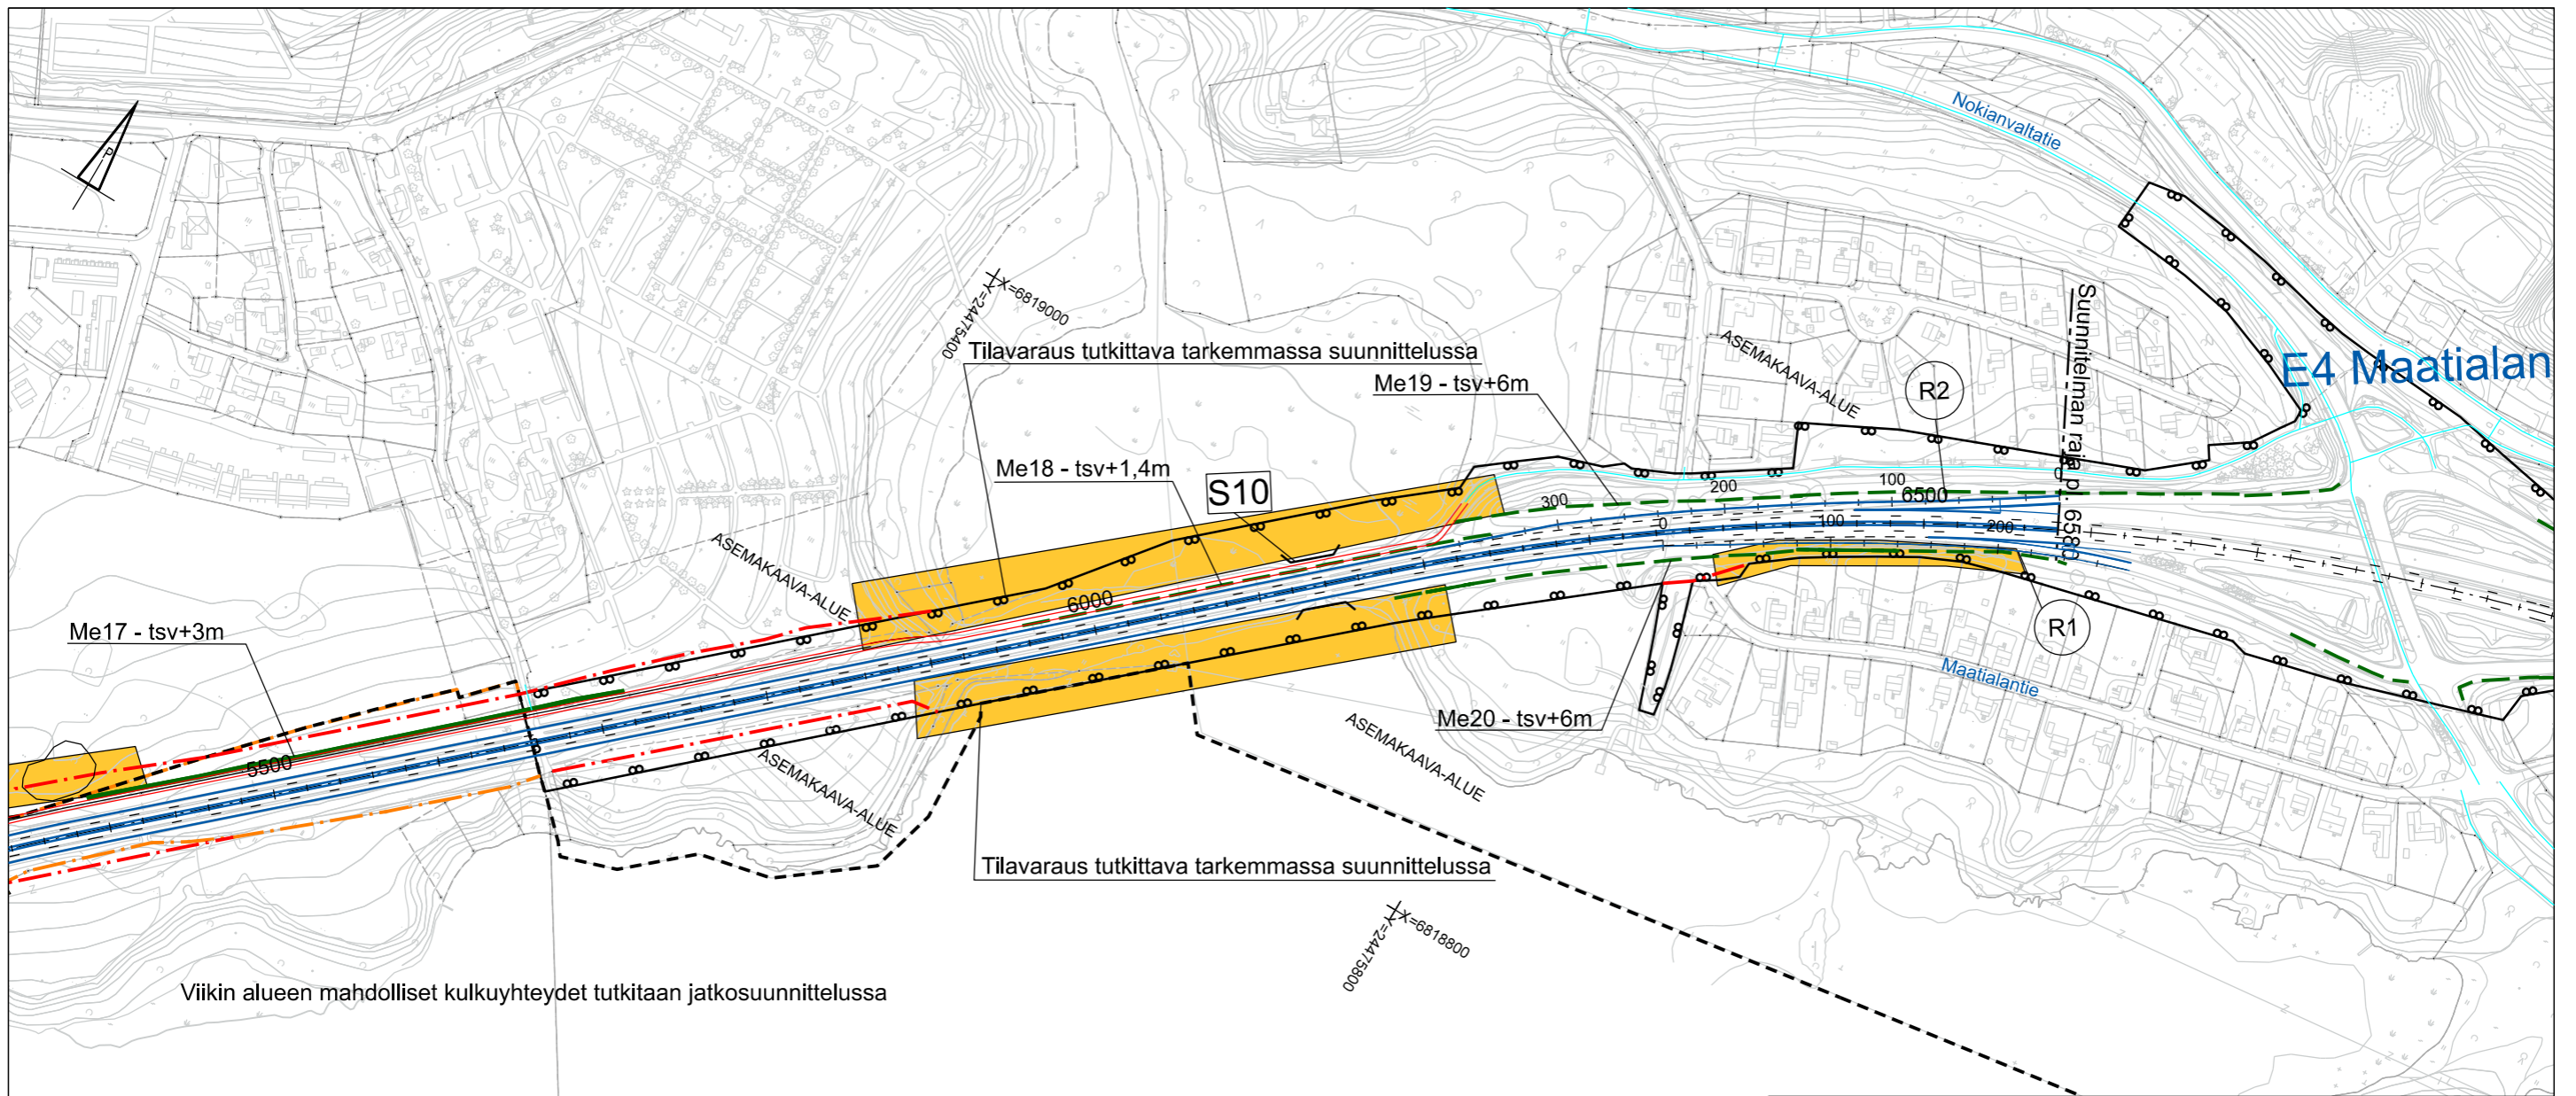 Nokianvaltatie
P
X=6819000
Y=24475400
Suunnitelman raja pl. 6580
Tilavaraus tutkittava tarkemmassa suunnittelussa
ASEMAKAAVA-ALUE
E4 Maatialan
Me19 - tsv+6m
R2
Me18 - tsv+1,4m
S10
300
200
100
6500
0
0
100
200
ASEMAKAAVA-ALUE
6000
Me17 - tsv+3m
R1
5500
Maatialantie
Me20 - tsv+6m
ASEMAKAAVA-ALUE
ASEMAKAAVA-ALUE
Tilavaraus tutkittava tarkemmassa suunnittelussa
X=6818800
Y=24475800
Viikin alueen mahdolliset kulkuyhteydet tutkitaan jatkosuunnittelussa